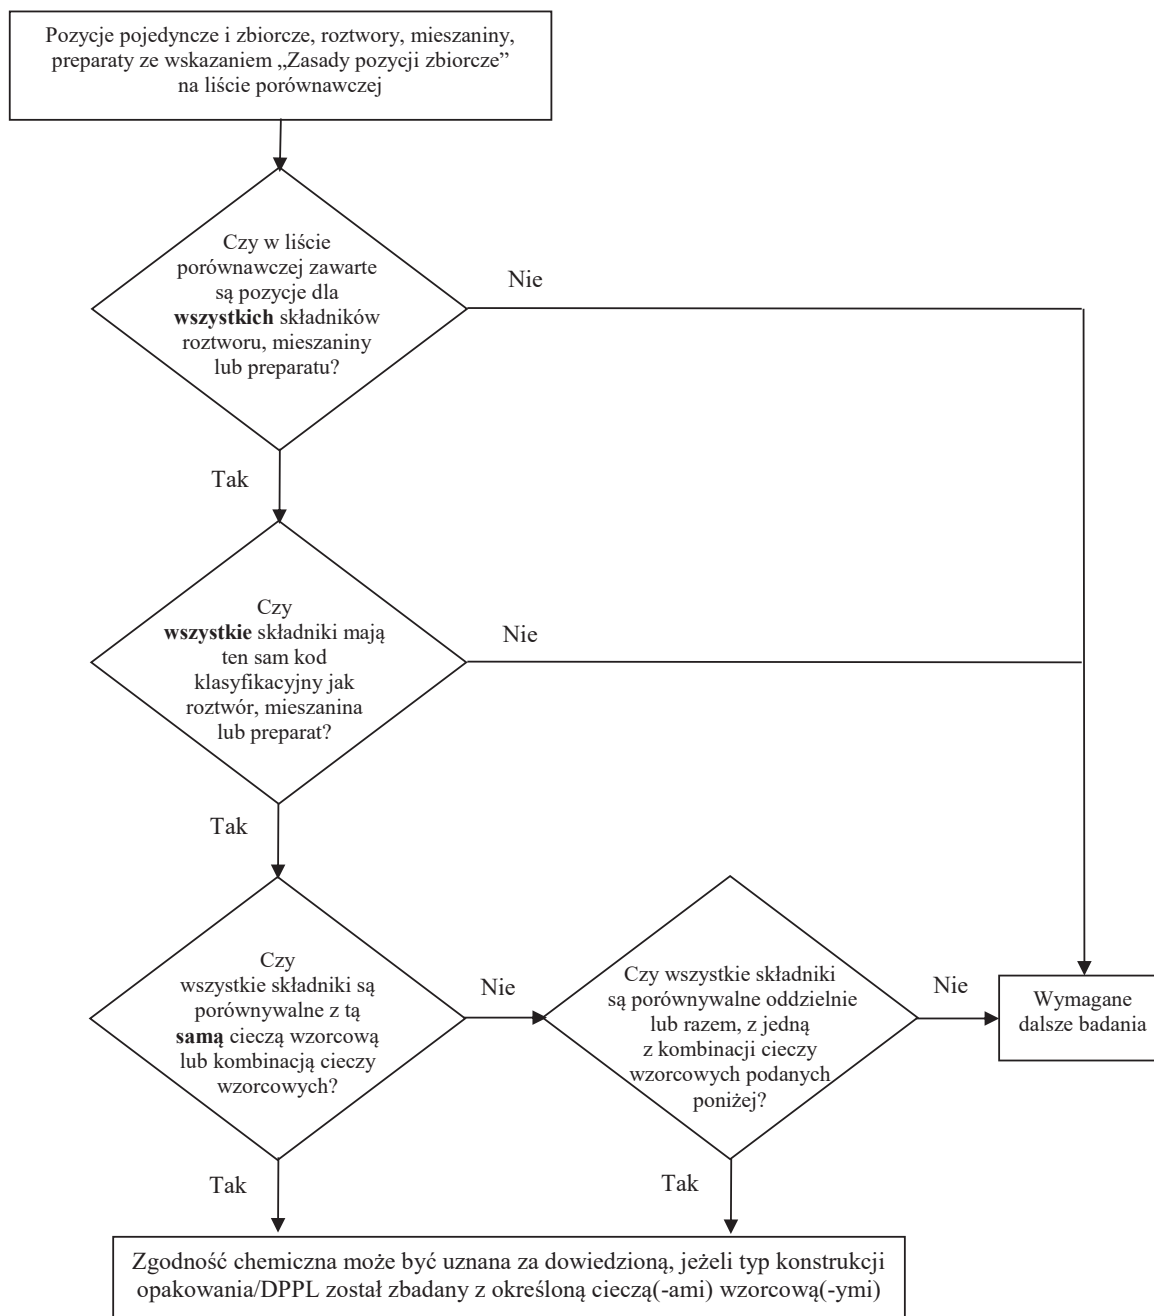 Pozycje pojedyncze i zbiorcze, roztwory, mieszaniny,
preparaty ze wskazaniem „Zasady pozycji zbiorcze”
na liście porównawczej
Czy w liście
porównawczej zawarte
są pozycje dla
wszystkich składników
roztworu, mieszaniny
lub preparatu?
Nie
Tak
Czy
wszystkie składniki mają
ten sam kod
klasyfikacyjny jak
roztwór, mieszanina
lub preparat?
Nie
Tak
Czy
wszystkie składniki są
porównywalne z tą
samą cieczą wzorcową
lub kombinacją cieczy
wzorcowych?
Nie
Czy wszystkie składniki
są porównywalne oddzielnie
lub razem, z jedną
z kombinacji cieczy
wzorcowych podanych
poniżej?
Nie
Wymagane
dalsze badania
Tak
Tak
Zgodność chemiczna może być uznana za dowiedzioną, jeżeli typ konstrukcji
opakowania/DPPL został zbadany z określoną cieczą(-ami) wzorcową(-ymi)